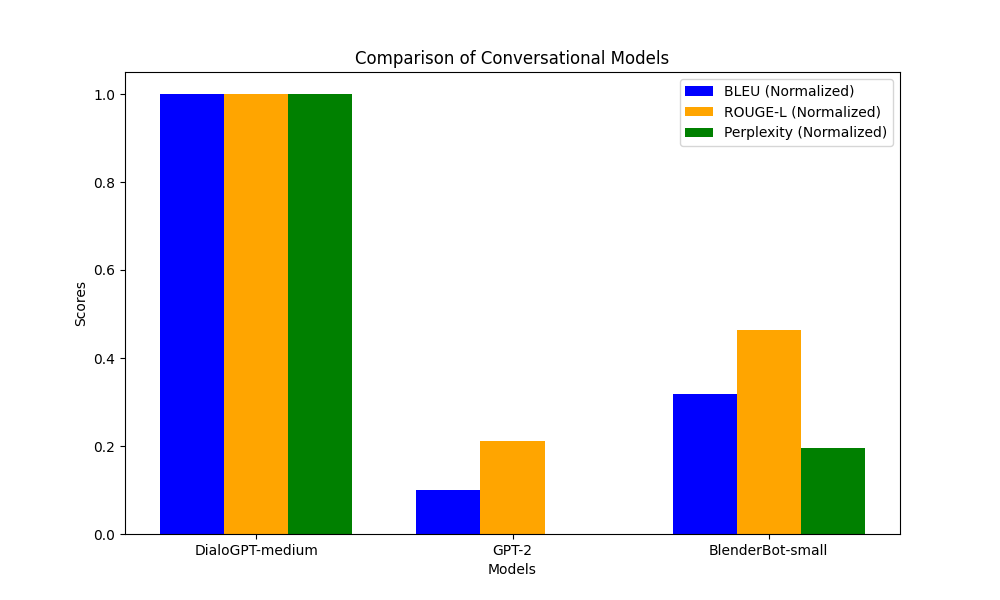 Comparison of Conversational Models
BLEU (Normalized)
ROUGE-L (Normalized)
Perplexity (Normalized)
Scores
1.0
0.8
0.6
0.4
0.2
0.0
DialoGPT-medium
GPT-2
BlenderBot-small
Models